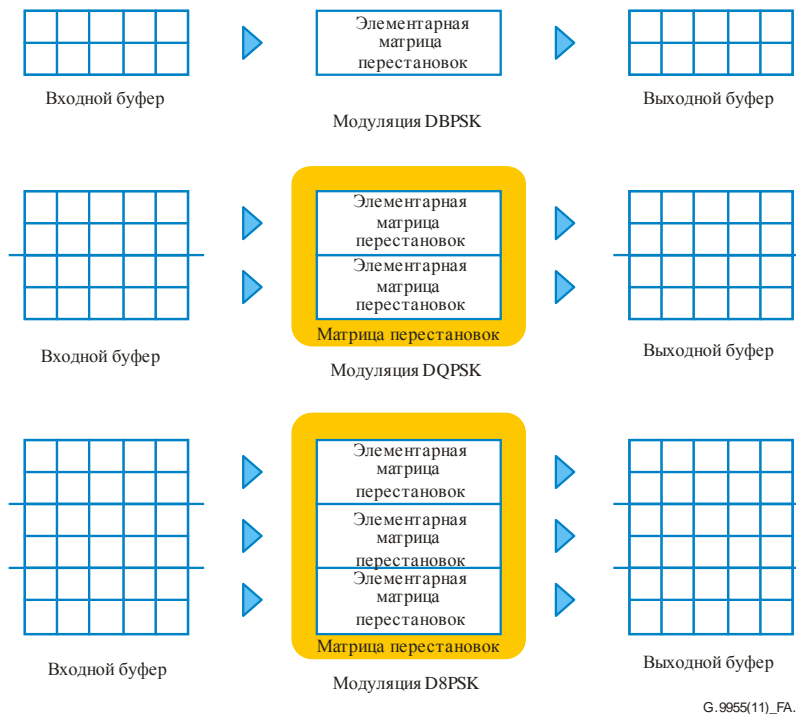 Элементарная
матрица
перестановок
Входной буфер
Выходной буфер
Модуляция DBPSK
Элементарная
матрица
перестановок
Элементарная
матрица
перестановок
Матрица перестановок
Входной буфер
Выходной буфер
Модуляция DQPSK
Элементарная
матрица
перестановок
Элементарная
матрица
перестановок
Элементарная
матрица
перестановок
Матрица перестановок
Входной буфер
Выходной буфер
Модуляция D8PSK
G.9955(11)_FA.